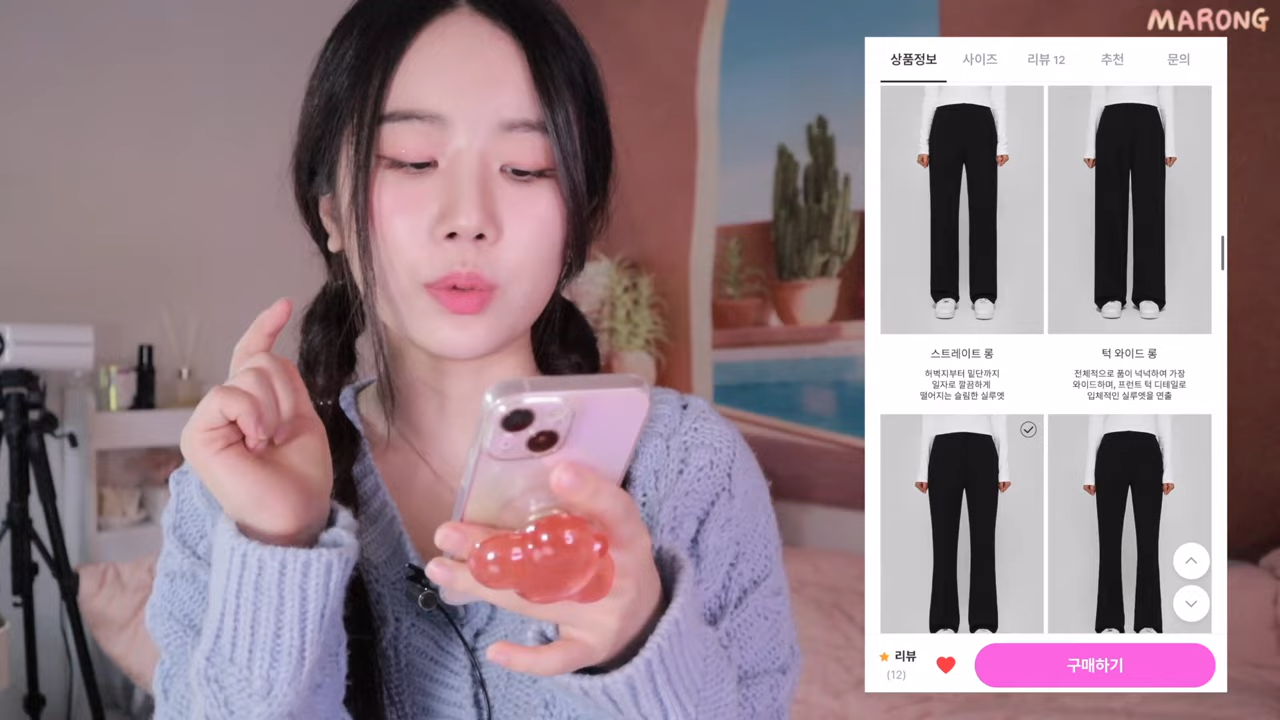 MARONG
상품정보 사이즈 리뷰 12 추천 문의
스트레이트 롱
허벅지부터 밑단까지
일자로 깔끔하게
떨어지는 슬림한 실루엣
턱 와이드 롱
전체적으로 품이 넉넉하여 가장
와이드하며, 프런트 턱 디테일로
입체적인 실루엣을 연출
리뷰
(12)
구매하기